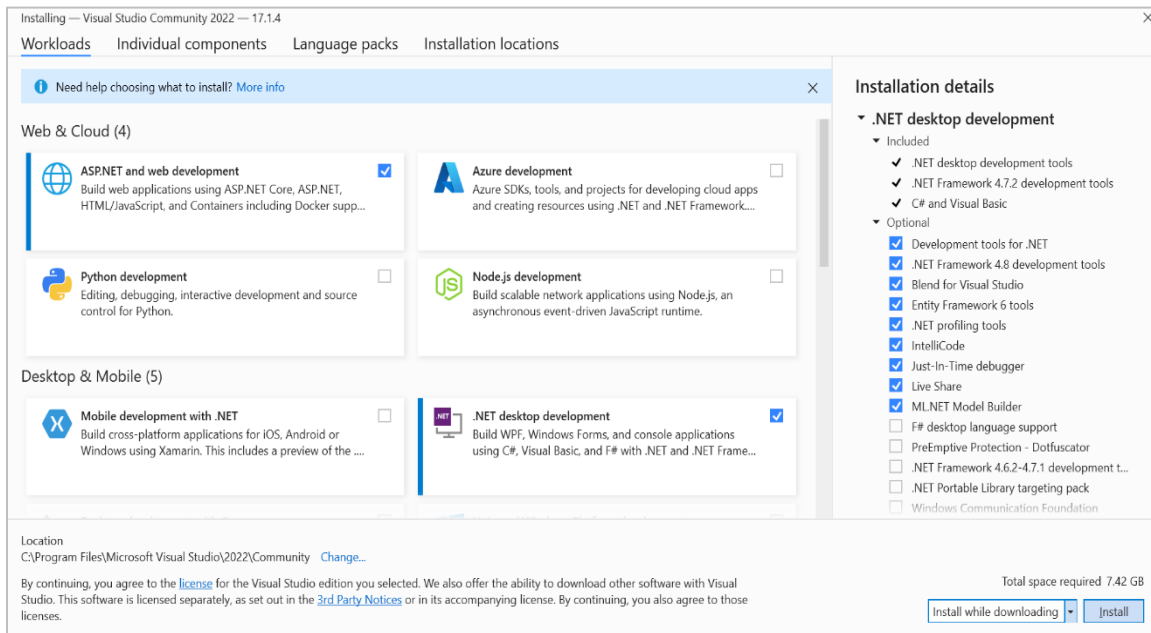 Installing — Visual Studio Community 2022 — 17.1.4
Workloads
Individual components
Language packs
Installation locations
Need help choosing what to install? More info
Web & Cloud (4)
ASP.NET and web development
Build web applications using ASP.NET Core, ASP.NET,
HTML/JavaScript, and Containers including Docker supp...
Azure development
Azure SDKs, tools, and projects for developing cloud apps
and creating resources using .NET and .NET Framework....
Python development
Editing, debugging, interactive development and source
control for Python.
Node.js development
Build scalable network applications using Node.js, an
asynchronous event-driven JavaScript runtime.
Desktop & Mobile (5)
Mobile development with .NET
Build cross-platform applications for iOS, Android or
Windows using Xamarin. This includes a preview of the ....
.NET
.NET desktop development
Build WPF, Windows Forms, and console applications
using C#, Visual Basic, and F# with .NET and .NET Frame...
Installation details
.NET desktop development
Included
.NET desktop development tools
.NET Framework 4.7.2 development tools
C# and Visual Basic
Optional
Development tools for .NET
.NET Framework 4.8 development tools
Blend for Visual Studio
Entity Framework 6 tools
.NET profiling tools
IntelliCode
Just-In-Time debugger
Live Share
ML.NET Model Builder
F# desktop language support
PreEmptive Protection - Dotfuscator
.NET Framework 4.6.2-4.7.1 development t...
.NET Portable Library targeting pack
Windows Communication Foundation
Location
C:\Program Files\Microsoft Visual Studio\2022\Community Change...
By continuing, you agree to the license for the Visual Studio edition you selected. We also offer the ability to download other software with Visual
Studio. This software is licensed separately, as set out in the 3rd Party Notices or in its accompanying license. By continuing, you also agree to those
licenses.
Total space required 7.42 GB
Install while downloading
Install